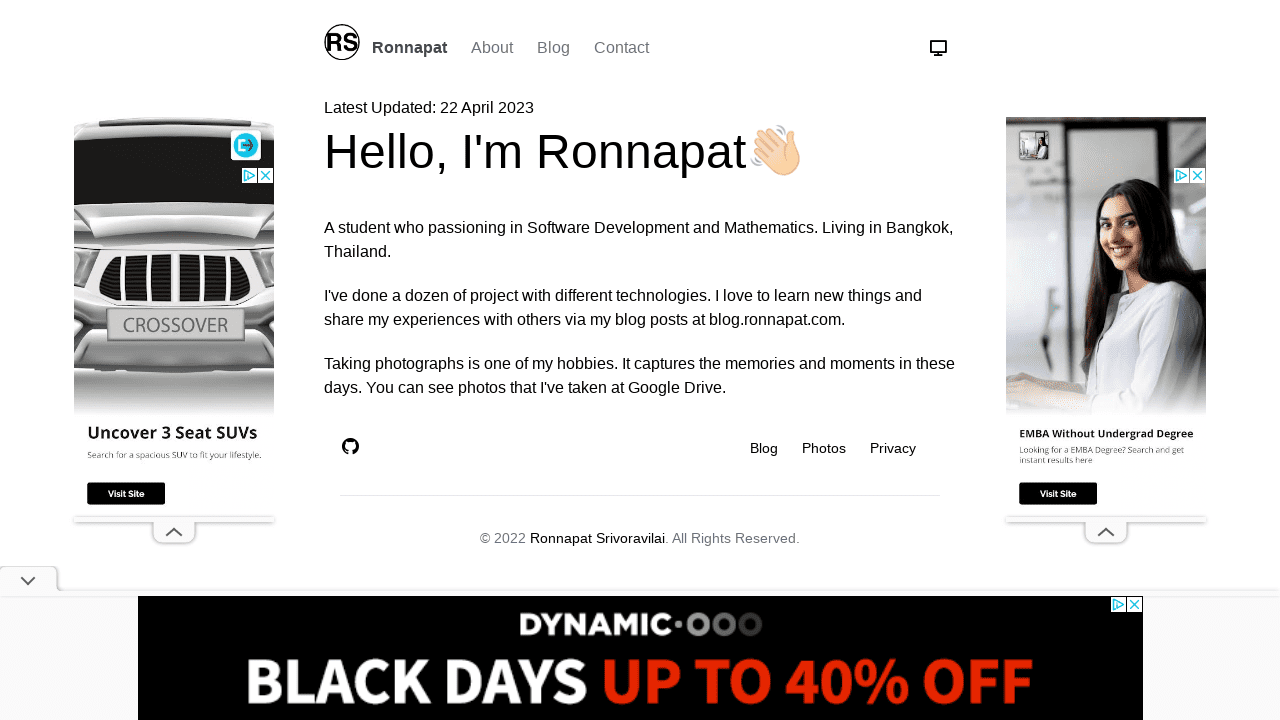 RS
Ronnapat
About
Blog
Contact
Latest Updated: 22 April 2023
Hello, I'm Ronnapat
A student who passioning in Software Development and Mathematics. Living in Bangkok,
Thailand.
I've done a dozen of project with different technologies. I love to learn new things and
share my experiences with others via my blog posts at blog.ronnapat.com.
Taking photographs is one of my hobbies. It captures the memories and moments in these
days. You can see photos that I've taken at Google Drive.
Blog
Photos
Privacy
© 2022 Ronnapat Srivoravilai. All Rights Reserved.
CROSSOVER
Uncover 3 Seat SUVs
Search for a spacious SUV to fit your lifestyle.
Visit Site
EMBA Without Undergrad Degree
Looking for a EMBA Degree? Search and get
instant results here
Visit Site
DYNAMIC
BLACK DAYS UP TO 40% OFF